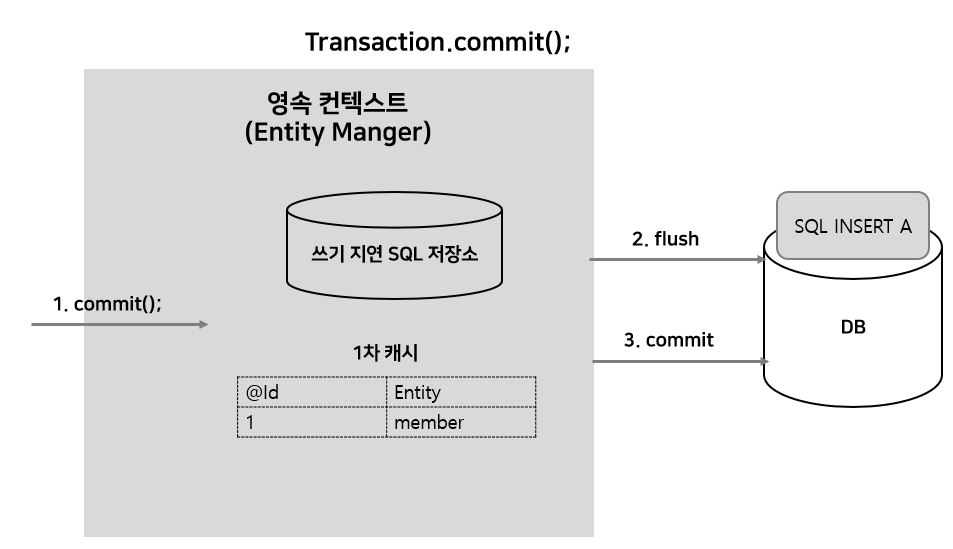 Transaction.commit();
영속 컨텍스트
(Entity Manger)
쓰기 지연 SQL 저장소
1. commit();
1차 캐시
@Id Entity
1 member
2. flush
3. commit
SQL INSERT A
DB